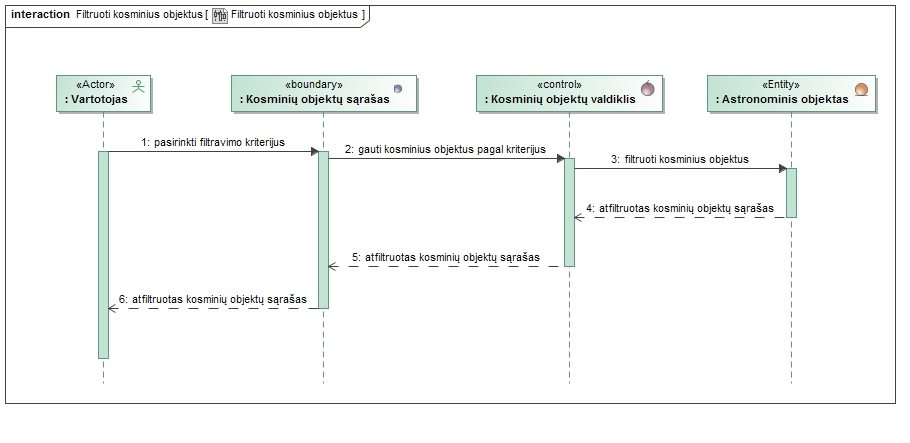 interaction Filtruoti kosminius objektus [ Filtruoti kosminius objektus ]
«Actor»
: Vartotojas
«boundary»
: Kosminių objektų sąrašas
«control»
: Kosminių objektų valdiklis
«Entity»
: Astronominis objektas
1: pasirinkti filtravimo kriterijus
2: gauti kosminius objektus pagal kriterijus
3: filtruoti kosminius objektus
4: atfiltruotas kosminių objektų sąrašas
5: atfiltruotas kosminių objektų sąrašas
6: atfiltruotas kosminių objektų sąrašas